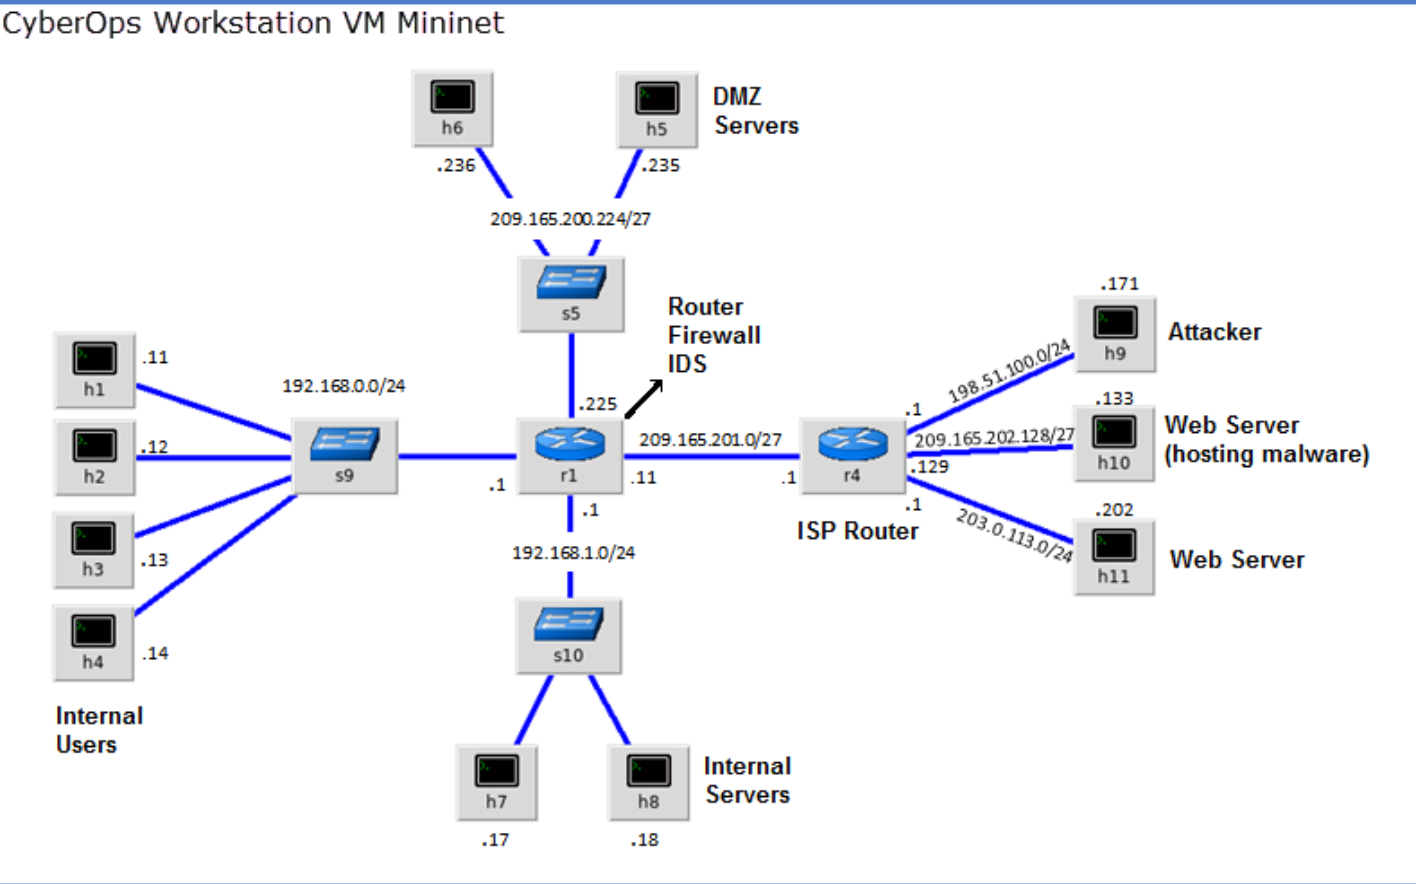 CyberOps Workstation VM Mininet
h6
h5
DMZ
Servers
.236
.235
209.165.200.224/27
s5
Router
Firewall
IDS
.171
h9
Attacker
198.51.100.0/24
h1
.11
192.168.0.0/24
.225
.1
.133
h2
.12
s9
r1
209.165.201.0/27
r4
209.165.202.128/27
h10
Web Server
(hosting malware)
.1
.11
.1
.129
.1
.1
ISP Router
.202
203.0.113.0/24
h11
Web Server
h3
.13
192.168.1.0/24
h4
.14
s10
Internal
Users
h7
h8
Internal
Servers
.17
.18